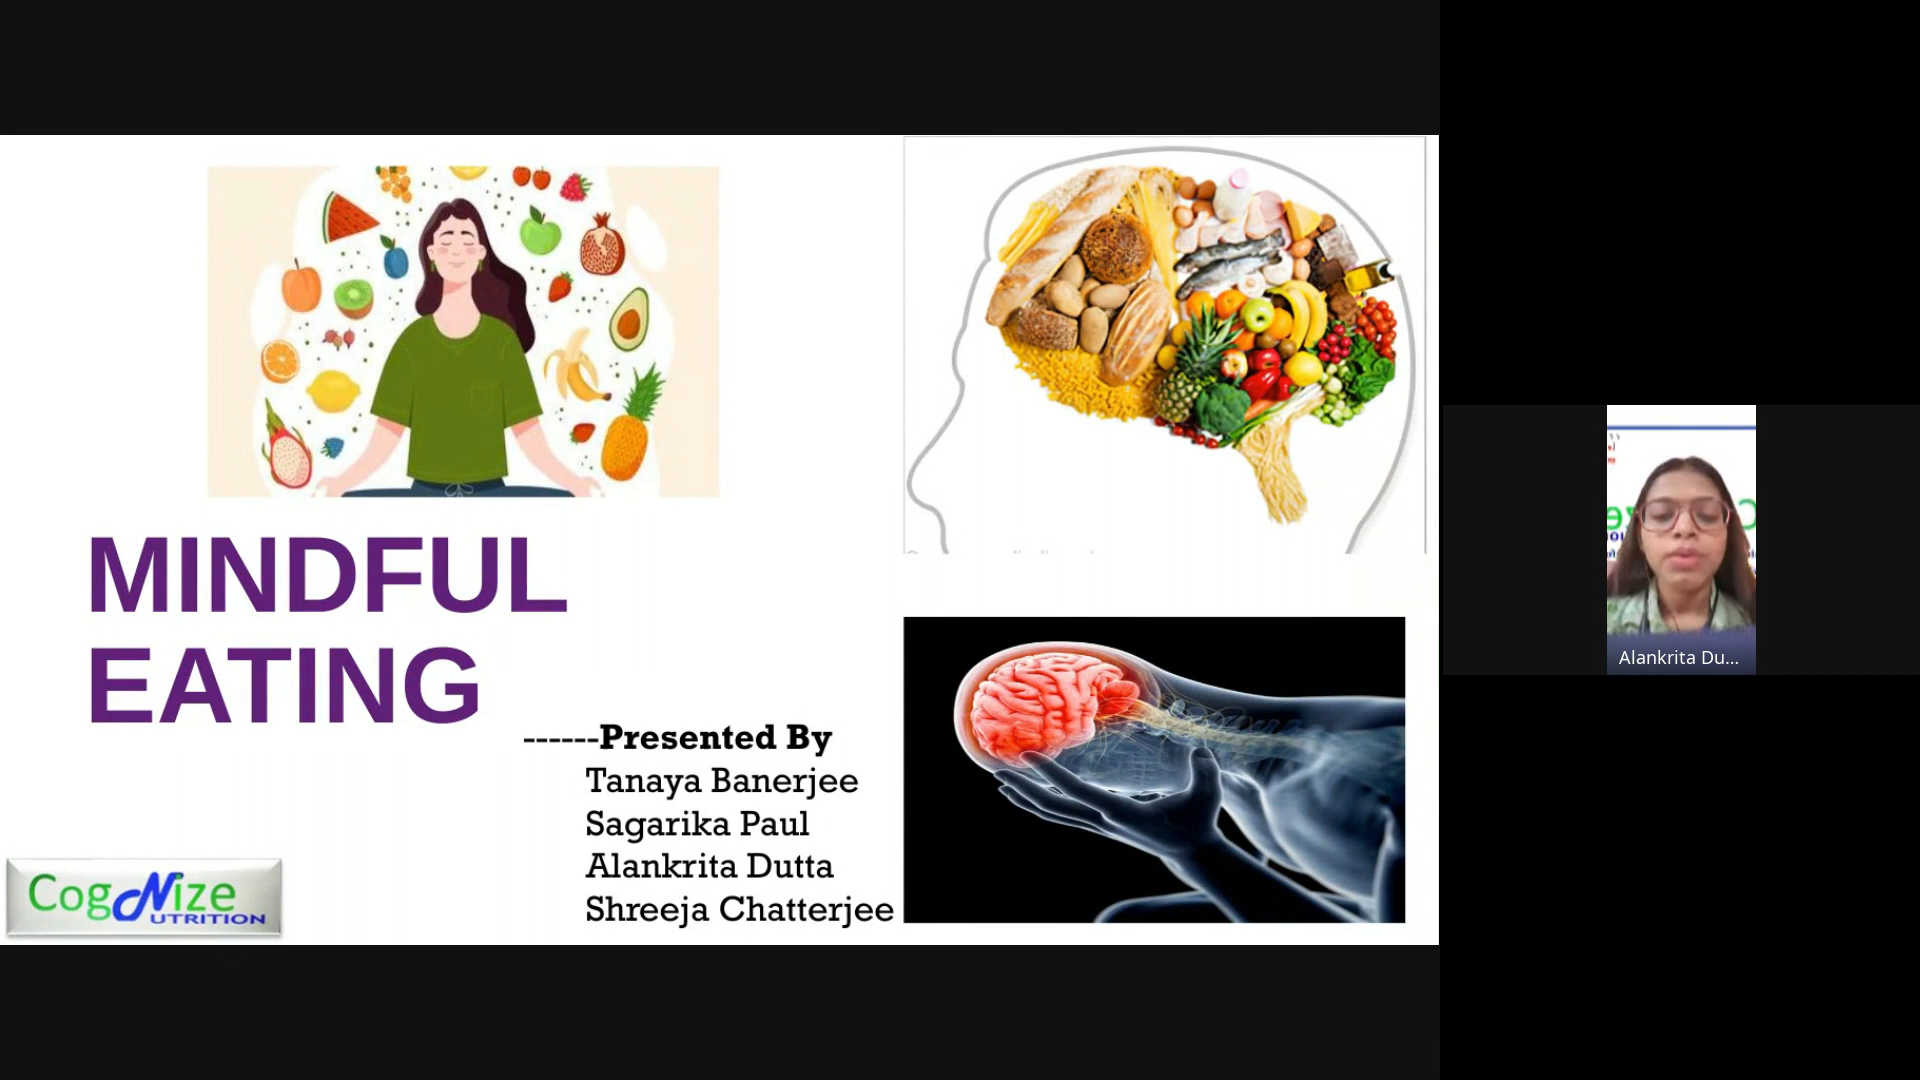 MINDFUL
EATING
------Presented By
Tanaya Banerjee
Sagarika Paul
Alankrita Dutta
Shreeja Chatterjee
CogNize
UTRITION
Alankrita Du...